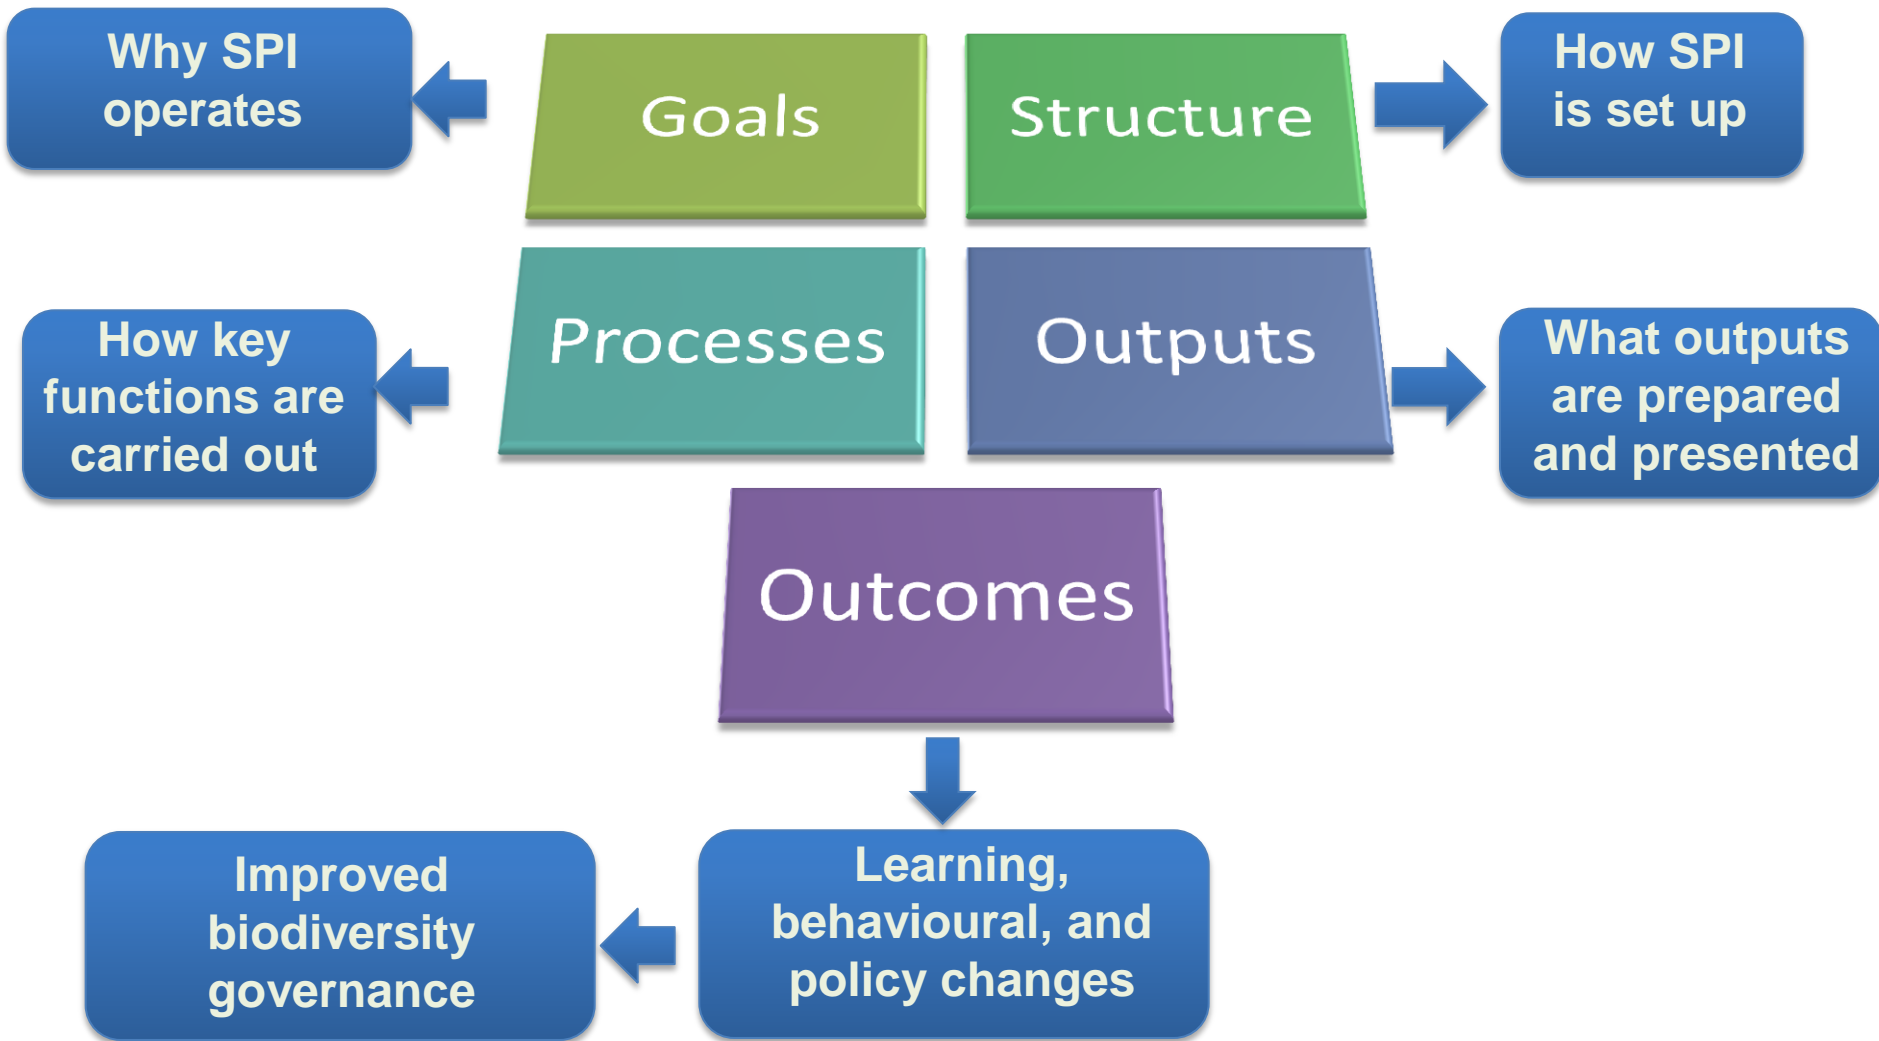 Why SPI
operates
Goals
Structure
How SPI
is set up
How key
functions are
carried out
Processes
Outputs
What outputs
are prepared
and presented
Outcomes
Improved
biodiversity
governance
Learning,
behavioural, and
policy changes